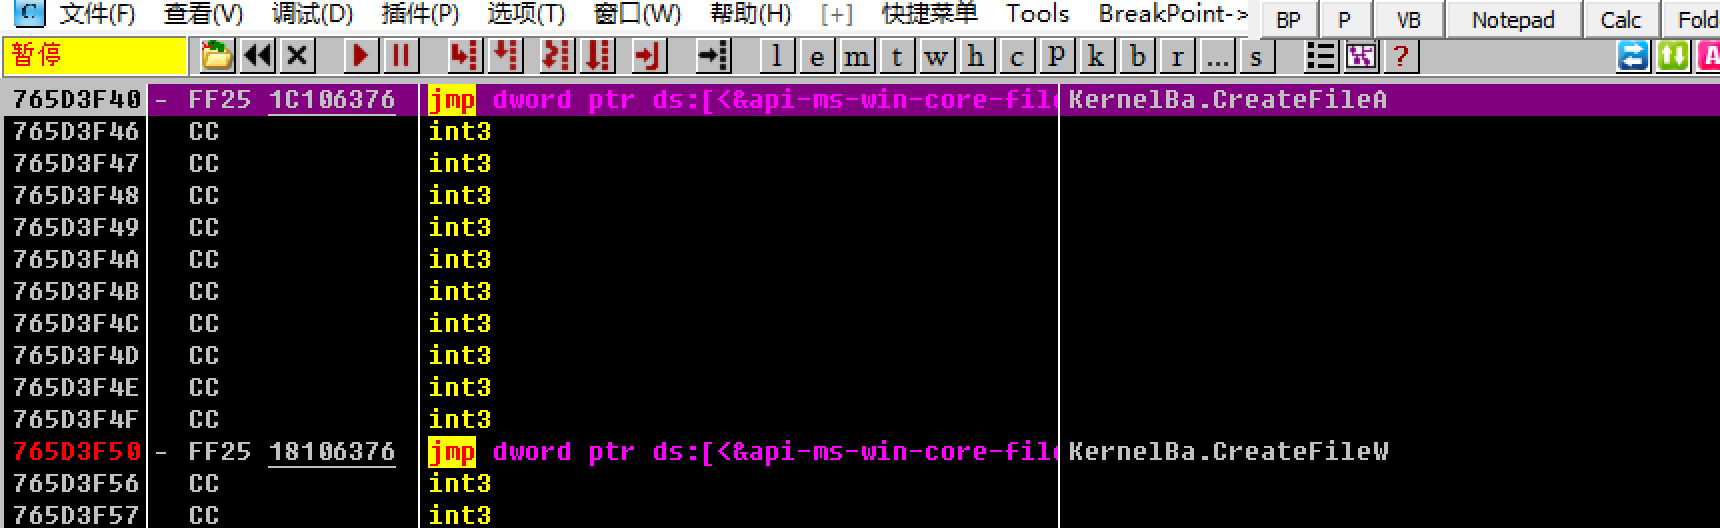 C 文件(F) 查看(V) 调试(D) 插件(P) 选项(T) 窗口(W) 帮助(H) [+] 快捷菜单 Tools BreakPoint-> BP P VB Notepad Calc Fold
暂停 l e m t w h c P k b r ... s ? A
765D3F40 - FF25 1C106376 jmp dword ptr ds:[<&api-ms-win-core-file KernelBa.CreateFileA
765D3F46 CC int3
765D3F47 CC int3
765D3F48 CC int3
765D3F49 CC int3
765D3F4A CC int3
765D3F4B CC int3
765D3F4C CC int3
765D3F4D CC int3
765D3F4E CC int3
765D3F4F CC int3
765D3F50 - FF25 18106376 jmp dword ptr ds:[<&api-ms-win-core-file KernelBa.CreateFileW
765D3F56 CC int3
765D3F57 CC int3